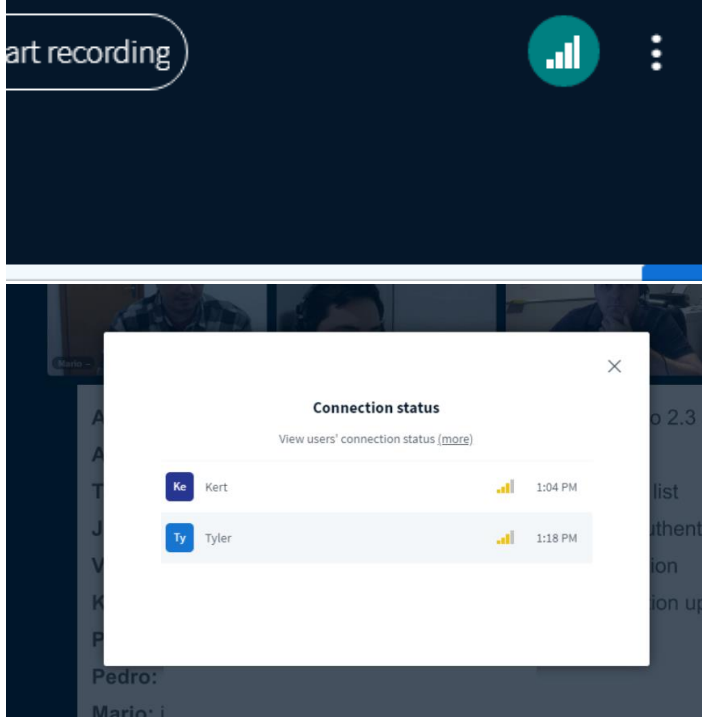 art recording
Mario
Connection status
View users' connection status (more)
Ke Kert 1:04 PM
Ty Tyler 1:18 PM
A
o 2.3
A
T
list
J
uthent
V
ion
K
ion up
P
Pedro:
Mario: i